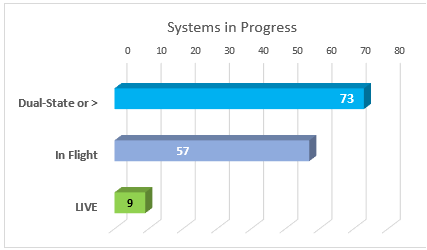 Systems in Progress
0 10 20 30 40 50 60 70 80
Dual-State or > 73
In Flight 57
LIVE 9